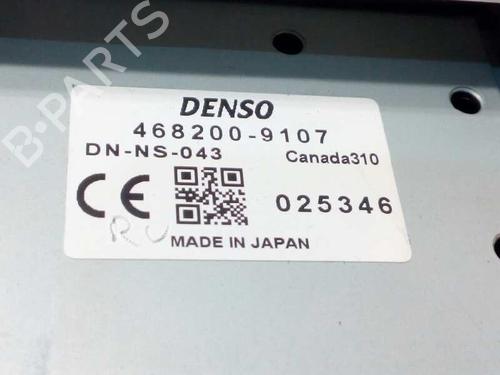 B-PARTS
DENSO
468200-9107
DN-NS-043 Canada310
CE 025346
RU
MADE IN JAPAN